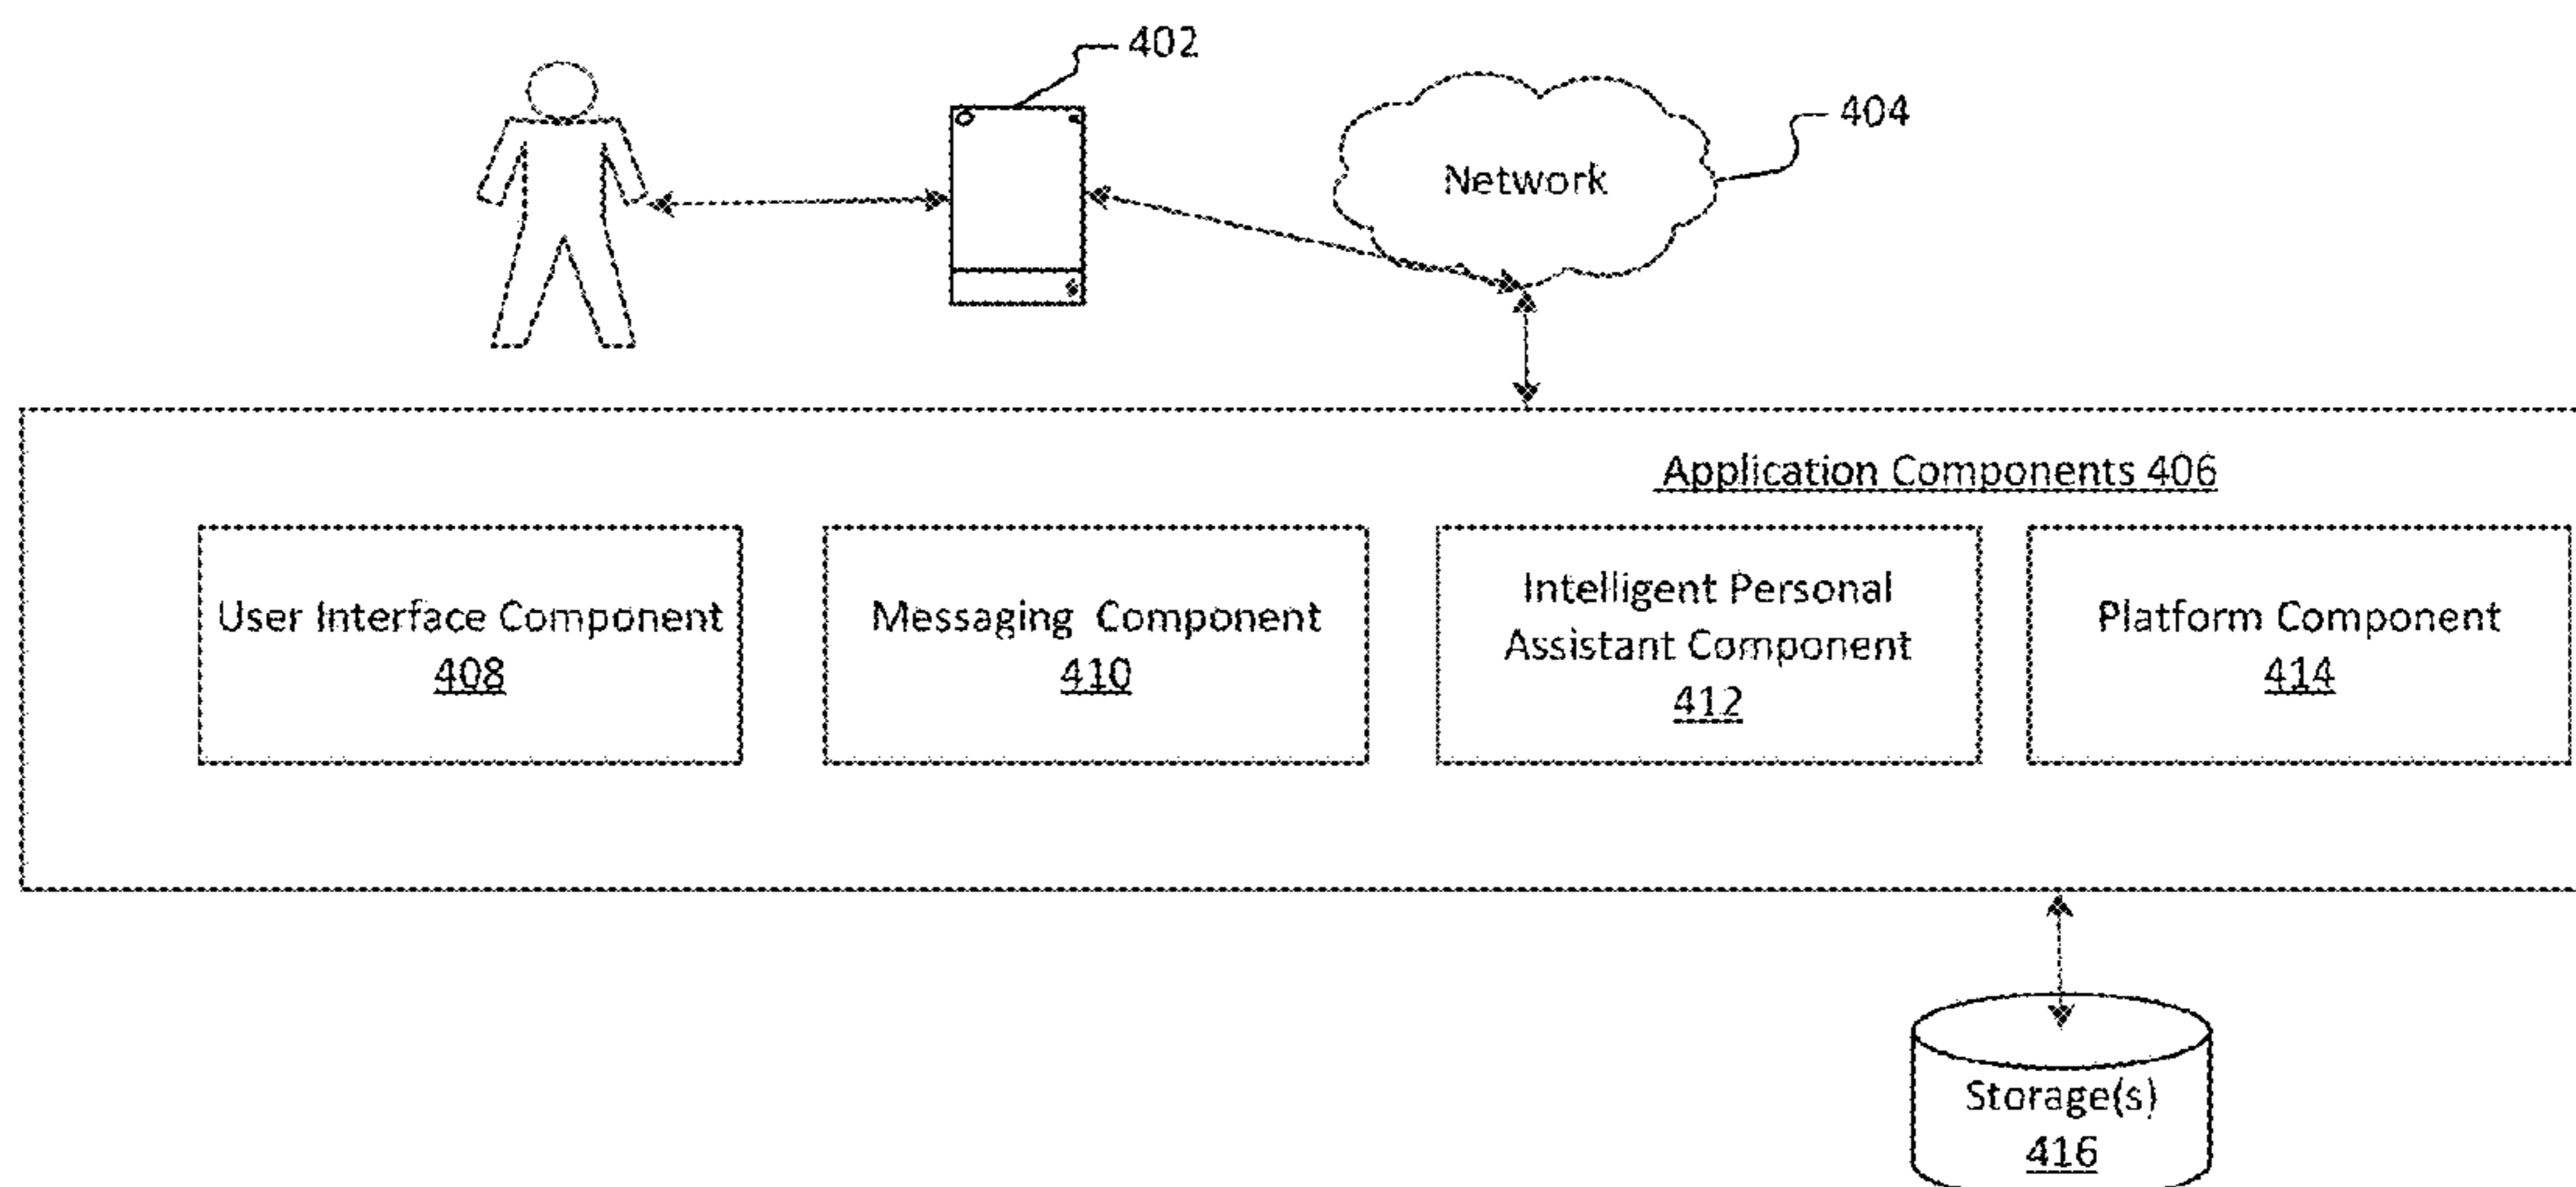 402
404
Network
Application Components 406
User Interface Component
408
Messaging Component
410
Intelligent Personal
Assistant Component
412
Platform Component
414
Storage(s)
416